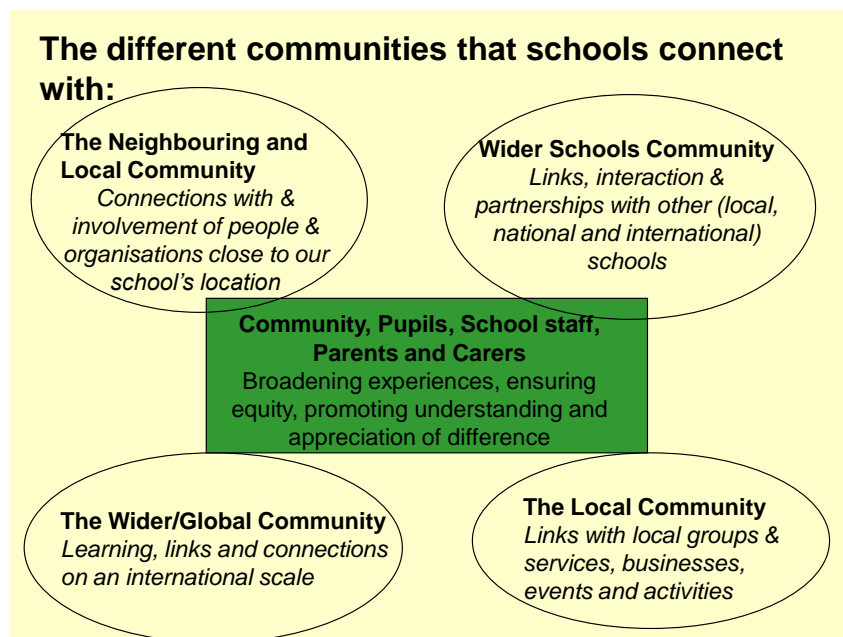 The different communities that schools connect
with:
The Neighbouring and
Local Community
Connections with &
involvement of people &
organisations close to our
school's location
Wider Schools Community
Links, interaction &
partnerships with other (local,
national and international)
schools
Community, Pupils, School staff,
Parents and Carers
Broadening experiences, ensuring
equity, promoting understanding and
appreciation of difference
The Wider/Global Community
Learning, links and connections
on an international scale
The Local Community
Links with local groups &
services, businesses,
events and activities